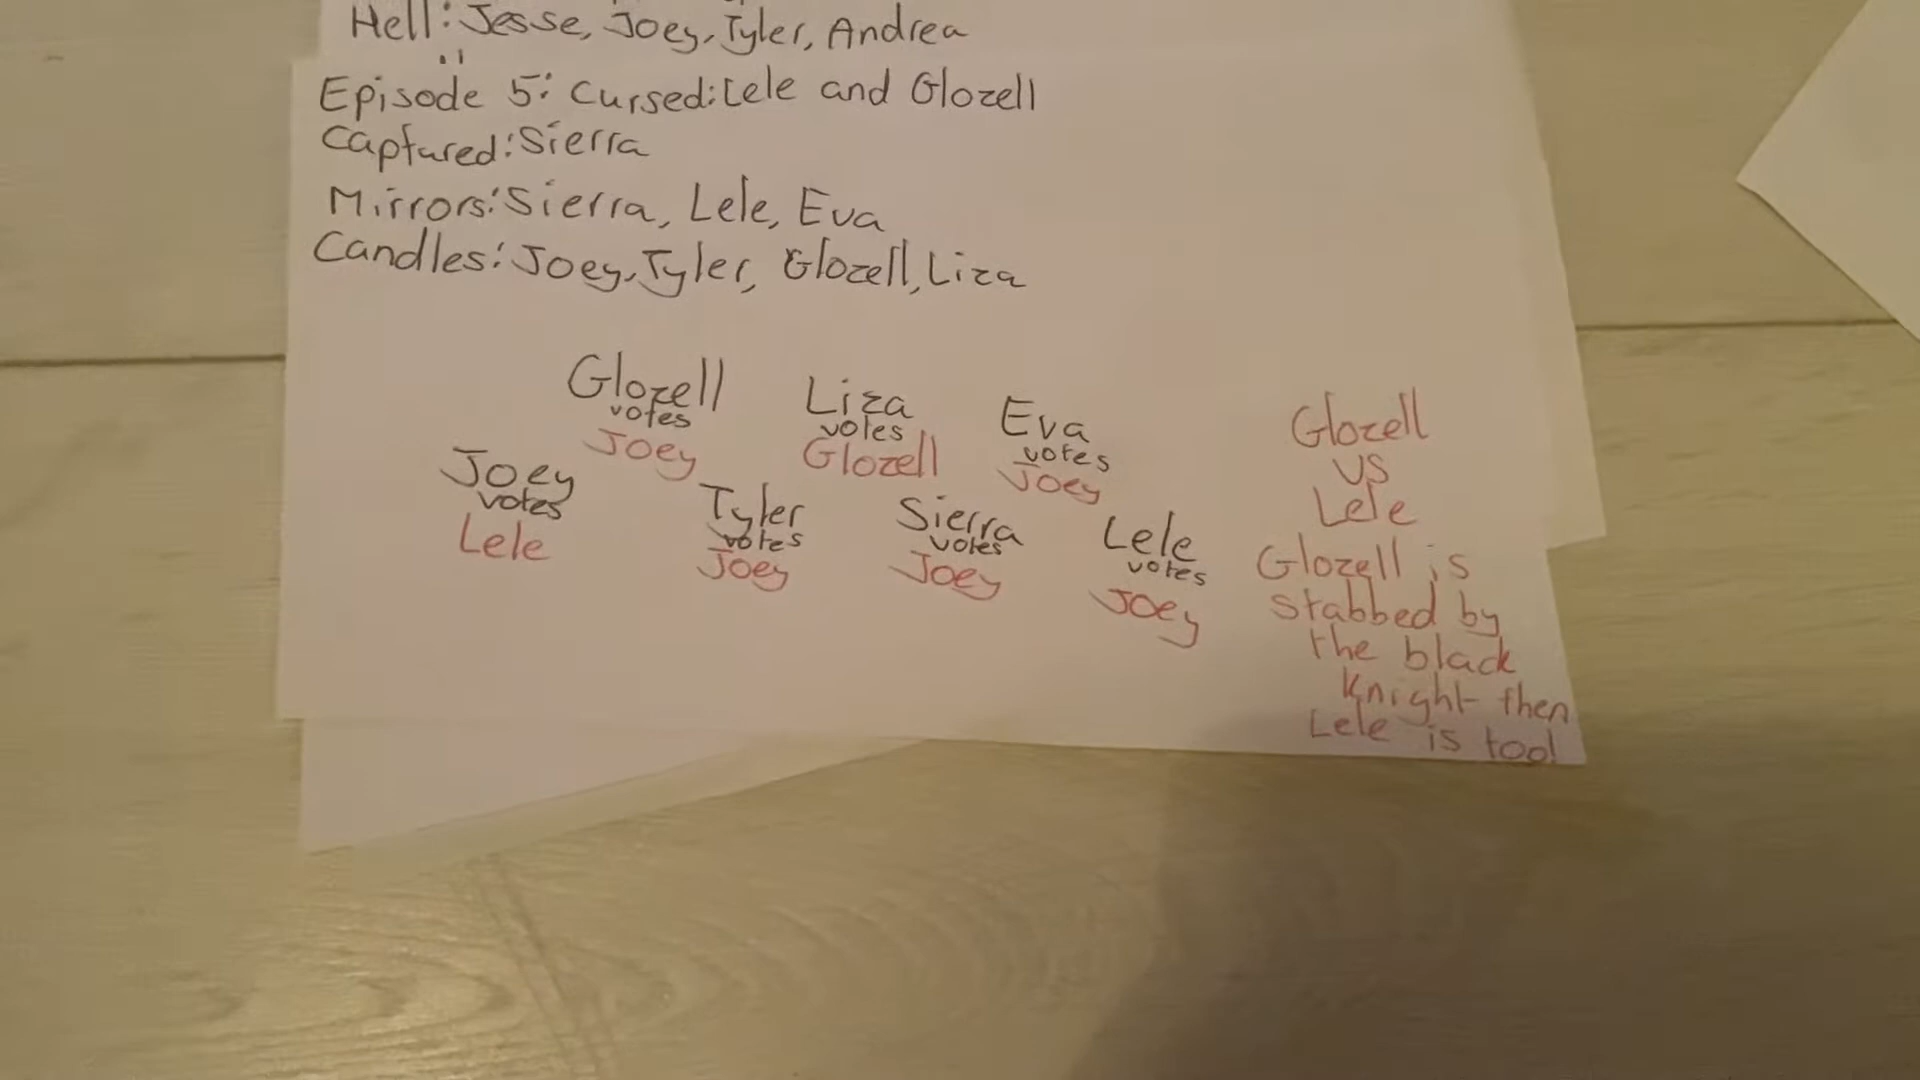 Hell: Jesse, Joey, Tyler, Andrea
Episode 5: Cursed: Lele and Glozell
Captured: Sierra
Mirrors: Sierra, Lele, Eva
Candles: Joey, Tyler, Glozell, Liza
Glozell
votes
Joey
Liza
votes
Glozell
Eva
votes
Joey
Joey
votes
Lele
Tyler
votes
Joey
Sierra
votes
Joey
Lele
votes
Joey
Glozell
VS
Lele
Glozell is
stabbed by
the black
Knight then
Lele is too!